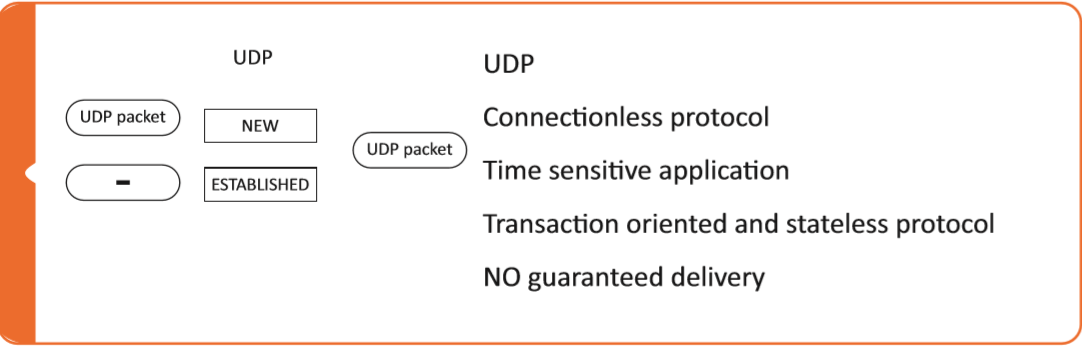 UDP
UDP packet
NEW
UDP packet
-
ESTABLISHED
UDP
Connectionless protocol
Time sensitive application
Transaction oriented and stateless protocol
NO guaranteed delivery